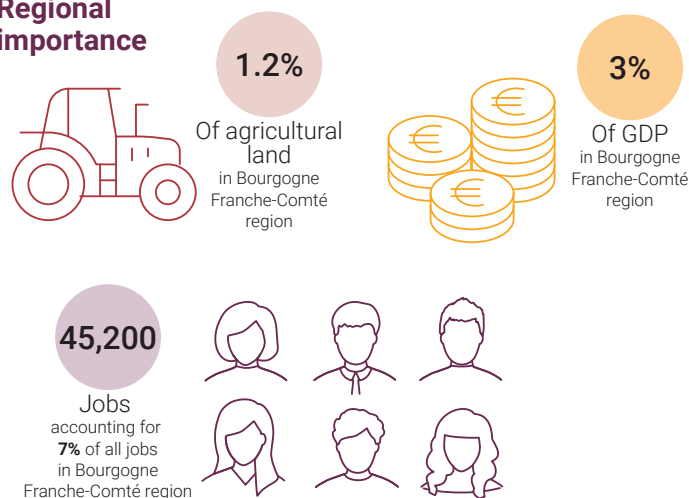 Regional
importance
1.2%
Of agricultural
land
in Bourgogne
Franche-Comté
region
3%
Of GDP
in Bourgogne
Franche-Comté
region
45,200
Jobs
accounting for
7% of all jobs
in Bourgogne
Franche-Comté region